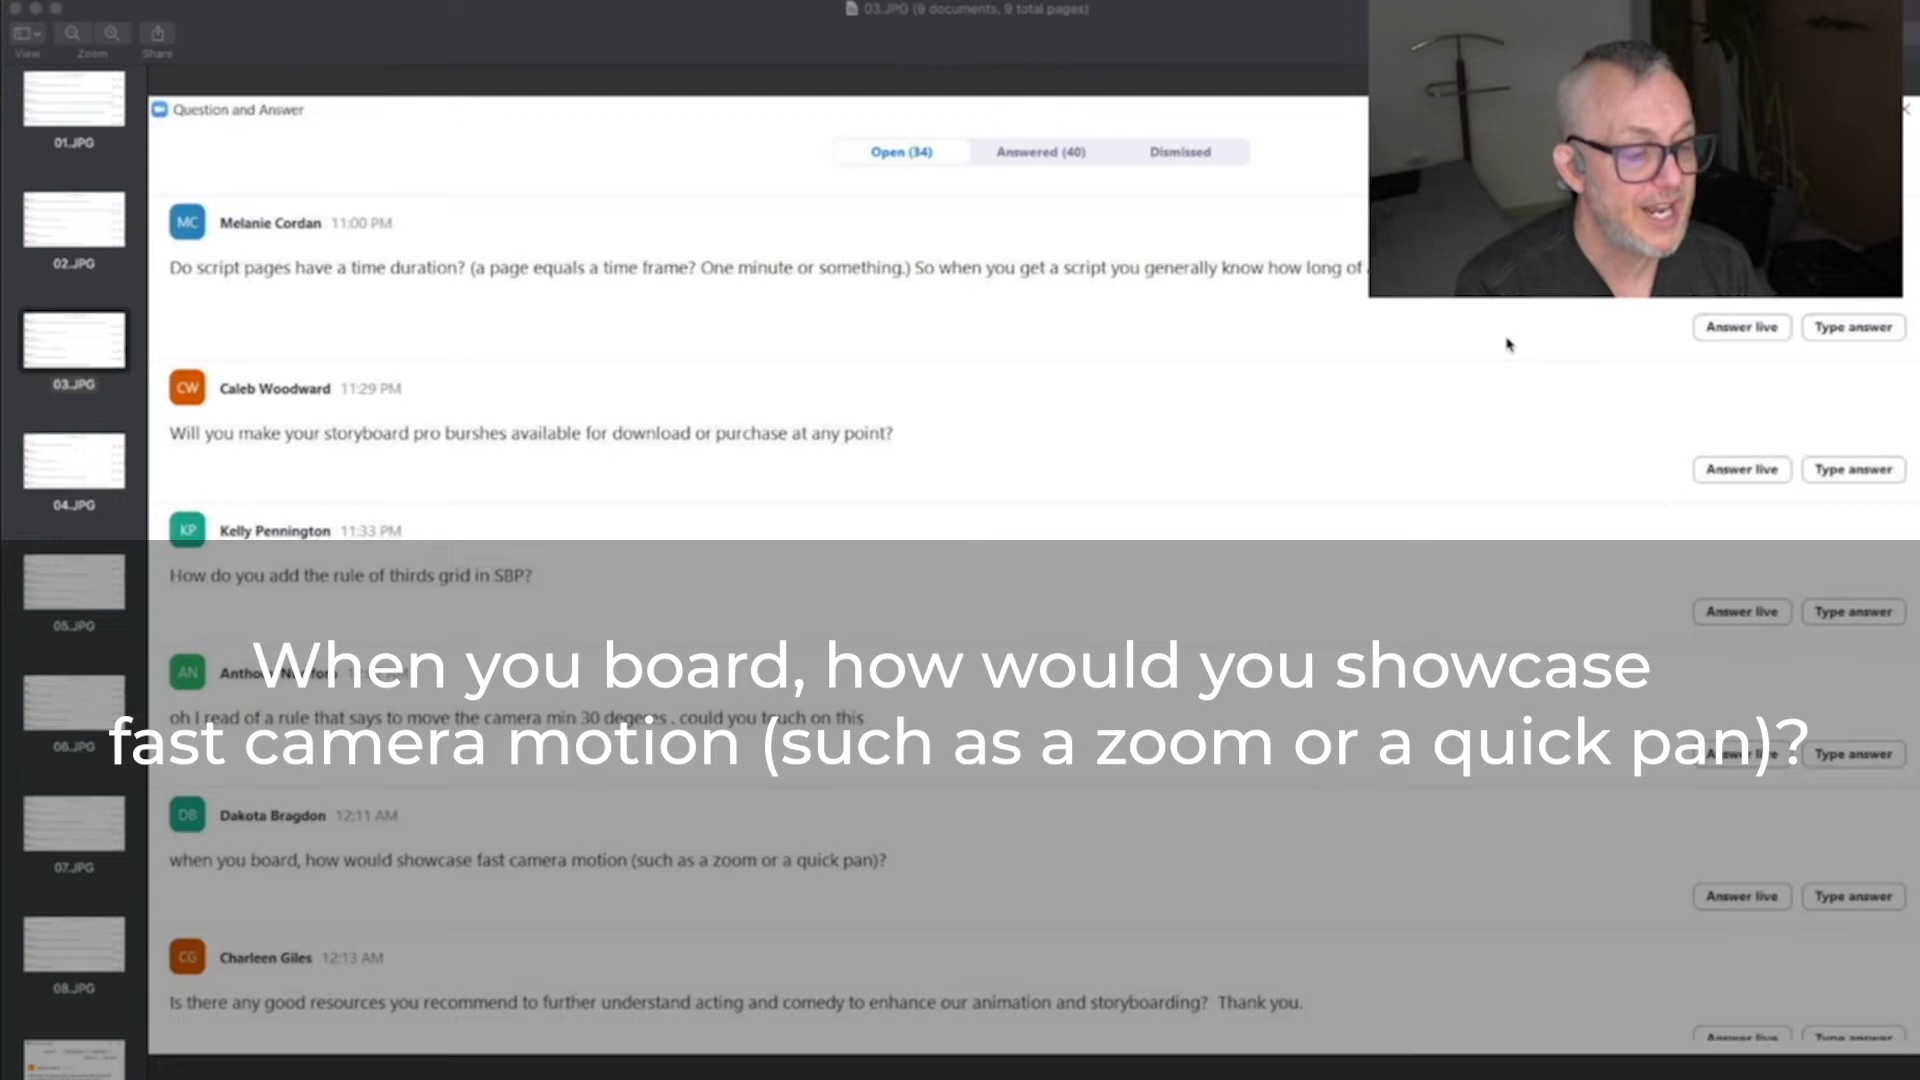 03.JPG (9 documents, 9 total pages)
View
Zoom
Share
01.JPG
02.JPG
03.JPG
04.JPG
05.JPG
06.JPG
07.JPG
08.JPG
Question and Answer
Open (34)
Answered (40)
Dismissed
MC
Melanie Cordan 11:00 PM
Do script pages have a time duration? (a page equals a time frame? One minute or something.) So when you get a script you generally know how long of
Answer live
Type answer
CW
Caleb Woodward 11:29 PM
Will you make your storyboard pro burshes available for download or purchase at any point?
Answer live
Type answer
KP
Kelly Pennington 11:33 PM
How do you add the rule of thirds grid in SBP?
Answer live
Type answer
When you board, how would you showcase
fast camera motion (such as a zoom or a quick pan)?
AN
oh I read of a rule that says to move the camera min 30 degeres . could you touch on this
Type answer
DB
Dakota Bragdon 12:11 AM
when you board, how would showcase fast camera motion (such as a zoom or a quick pan)?
Answer live
Type answer
CG
Charleen Giles 12:13 AM
Is there any good resources you recommend to further understand acting and comedy to enhance our animation and storyboarding? Thank you.
Answer live
Type answer